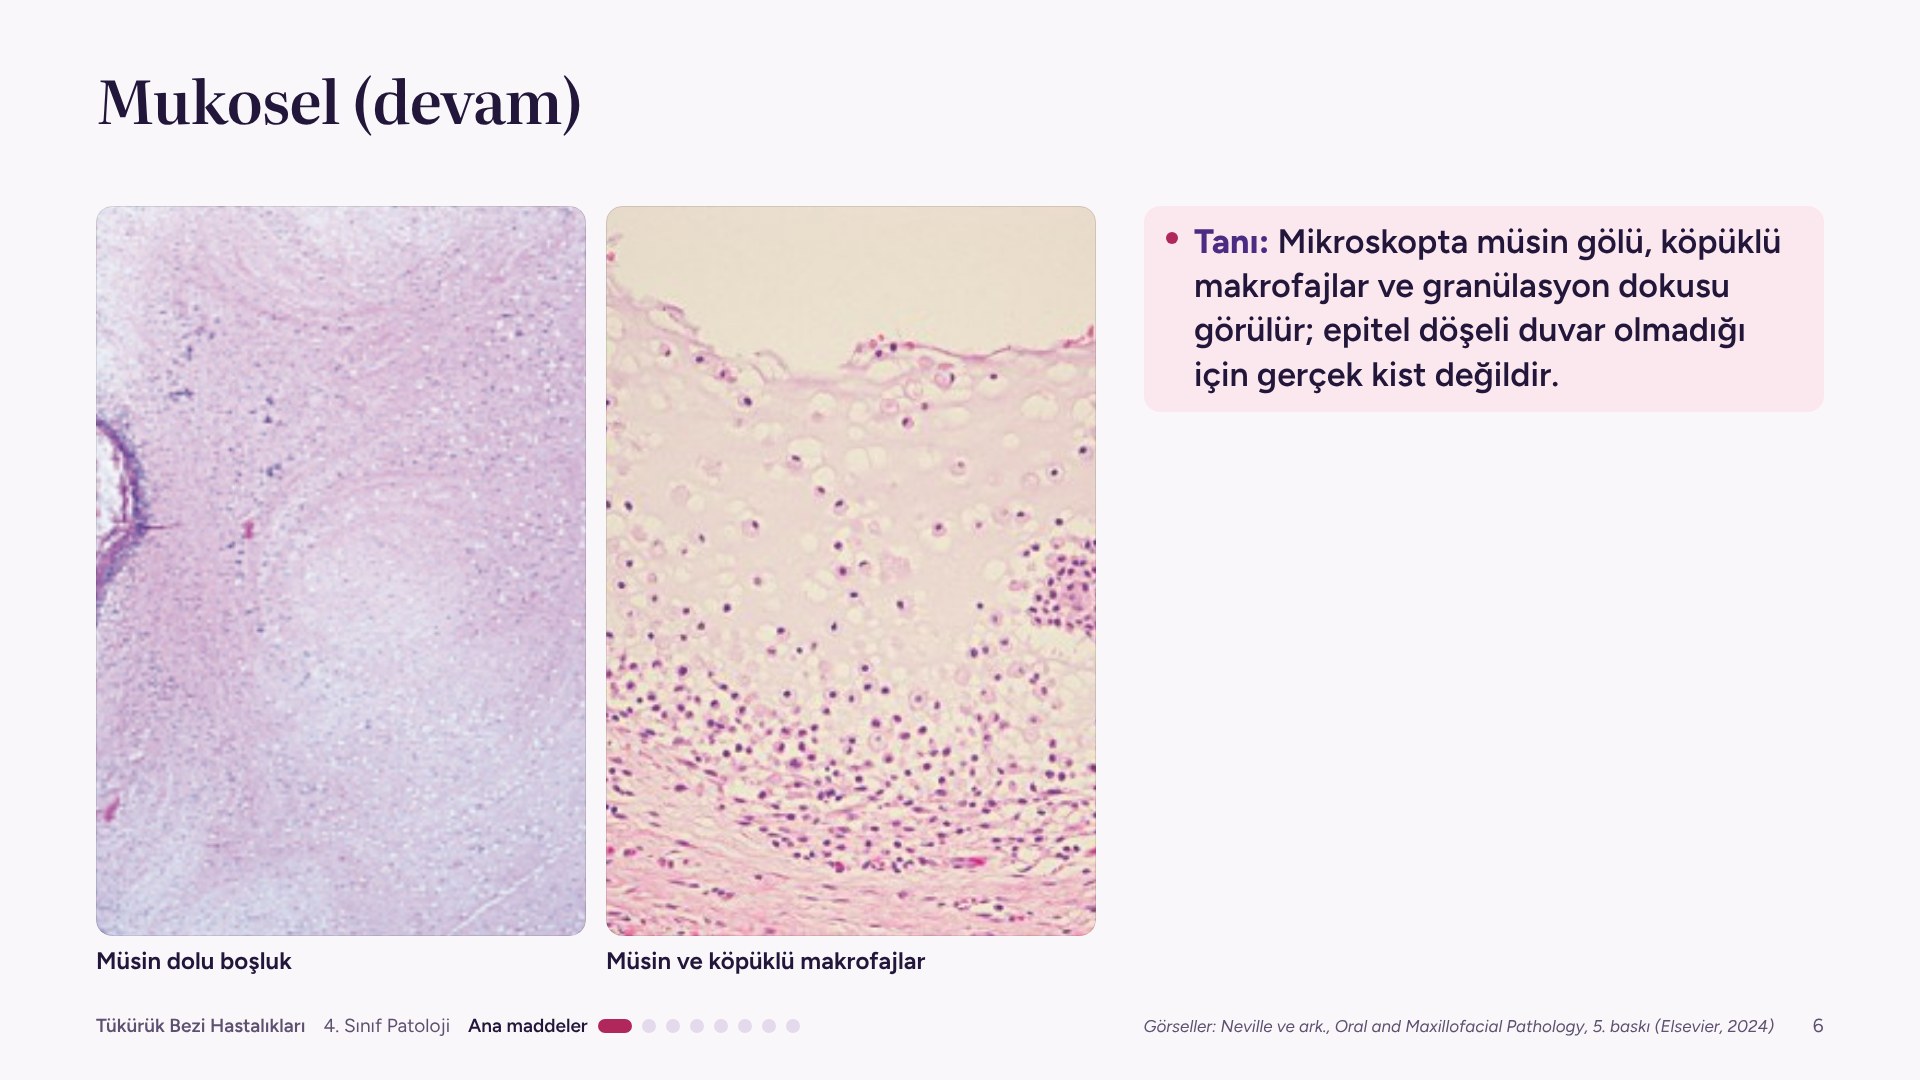 Mukosel (devam)
Tanı: Mikroskopta müsin gölü, köpüklü
makrofajlar ve granülasyon dokusu
görülür; epitel döşeli duvar olmadığı
için gerçek kist değildir.
Müsin dolu boşluk
Müsin ve köpüklü makrofajlar
Tükürük Bezi Hastalıkları 4. Sınıf Patoloji Ana maddeler
Görseller: Neville ve ark., Oral and Maxillofacial Pathology, 5. baskı (Elsevier, 2024) 6